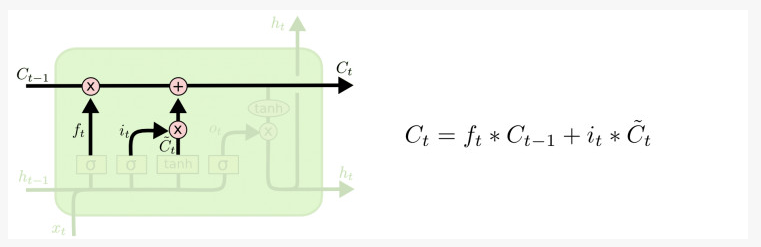 h_t
C_{t-1} x + C_t
tanh
f_t i_t C̃_t x o_t x
σ σ tanh σ
h_{t-1} h_t
x_t
C_t = f_t * C_{t-1} + i_t * C̃_t